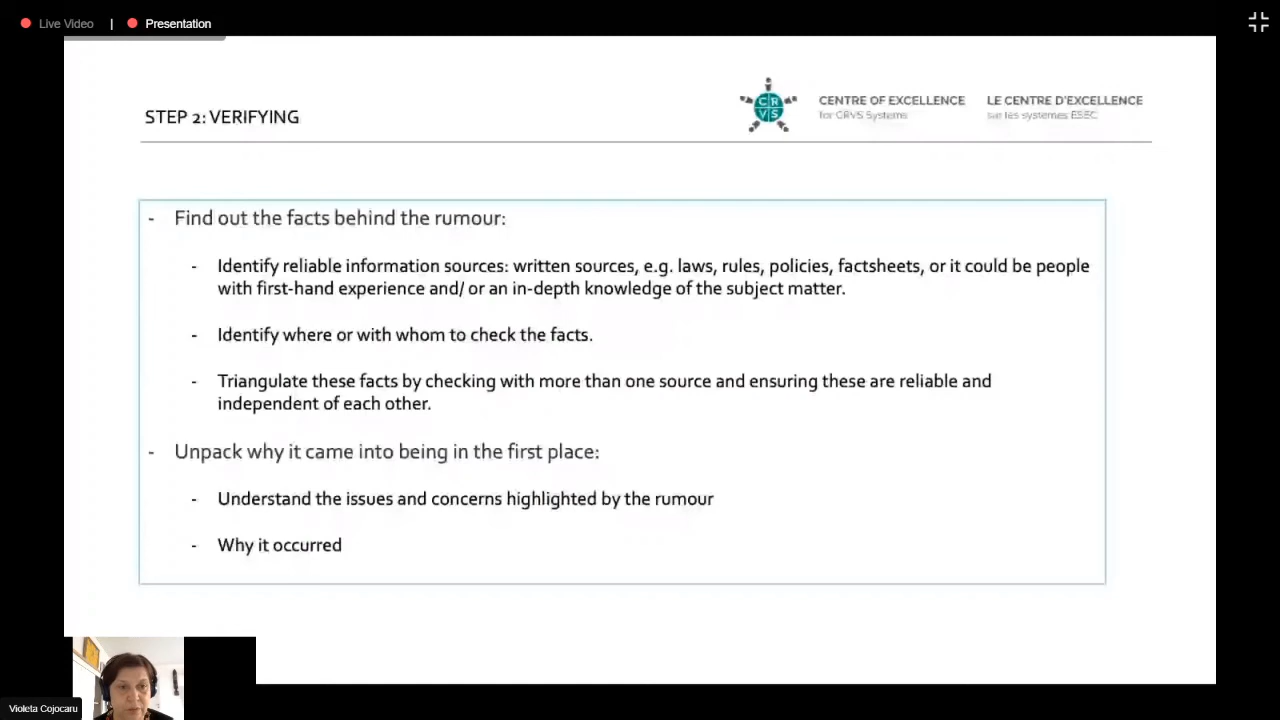 Live Video | Presentation
STEP 2: VERIFYING
CRVS
CENTRE OF EXCELLENCE
for CRVS Systems
LE CENTRE D'EXCELLENCE
sur les systèmes ESEC
- Find out the facts behind the rumour:
- Identify reliable information sources: written sources, e.g. laws, rules, policies, factsheets, or it could be people
with first-hand experience and/ or an in-depth knowledge of the subject matter.
- Identify where or with whom to check the facts.
- Triangulate these facts by checking with more than one source and ensuring these are reliable and
independent of each other.
- Unpack why it came into being in the first place:
- Understand the issues and concerns highlighted by the rumour
- Why it occurred
Violeta Cojocaru